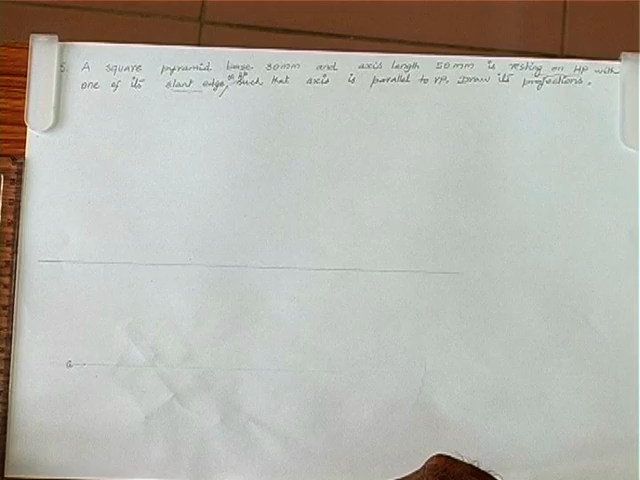 5. A square pyramid base 30mm and axis length 50mm is resting on HP with
one of its slant edge, such that axis is parallel to VP. Draw its projections.
a